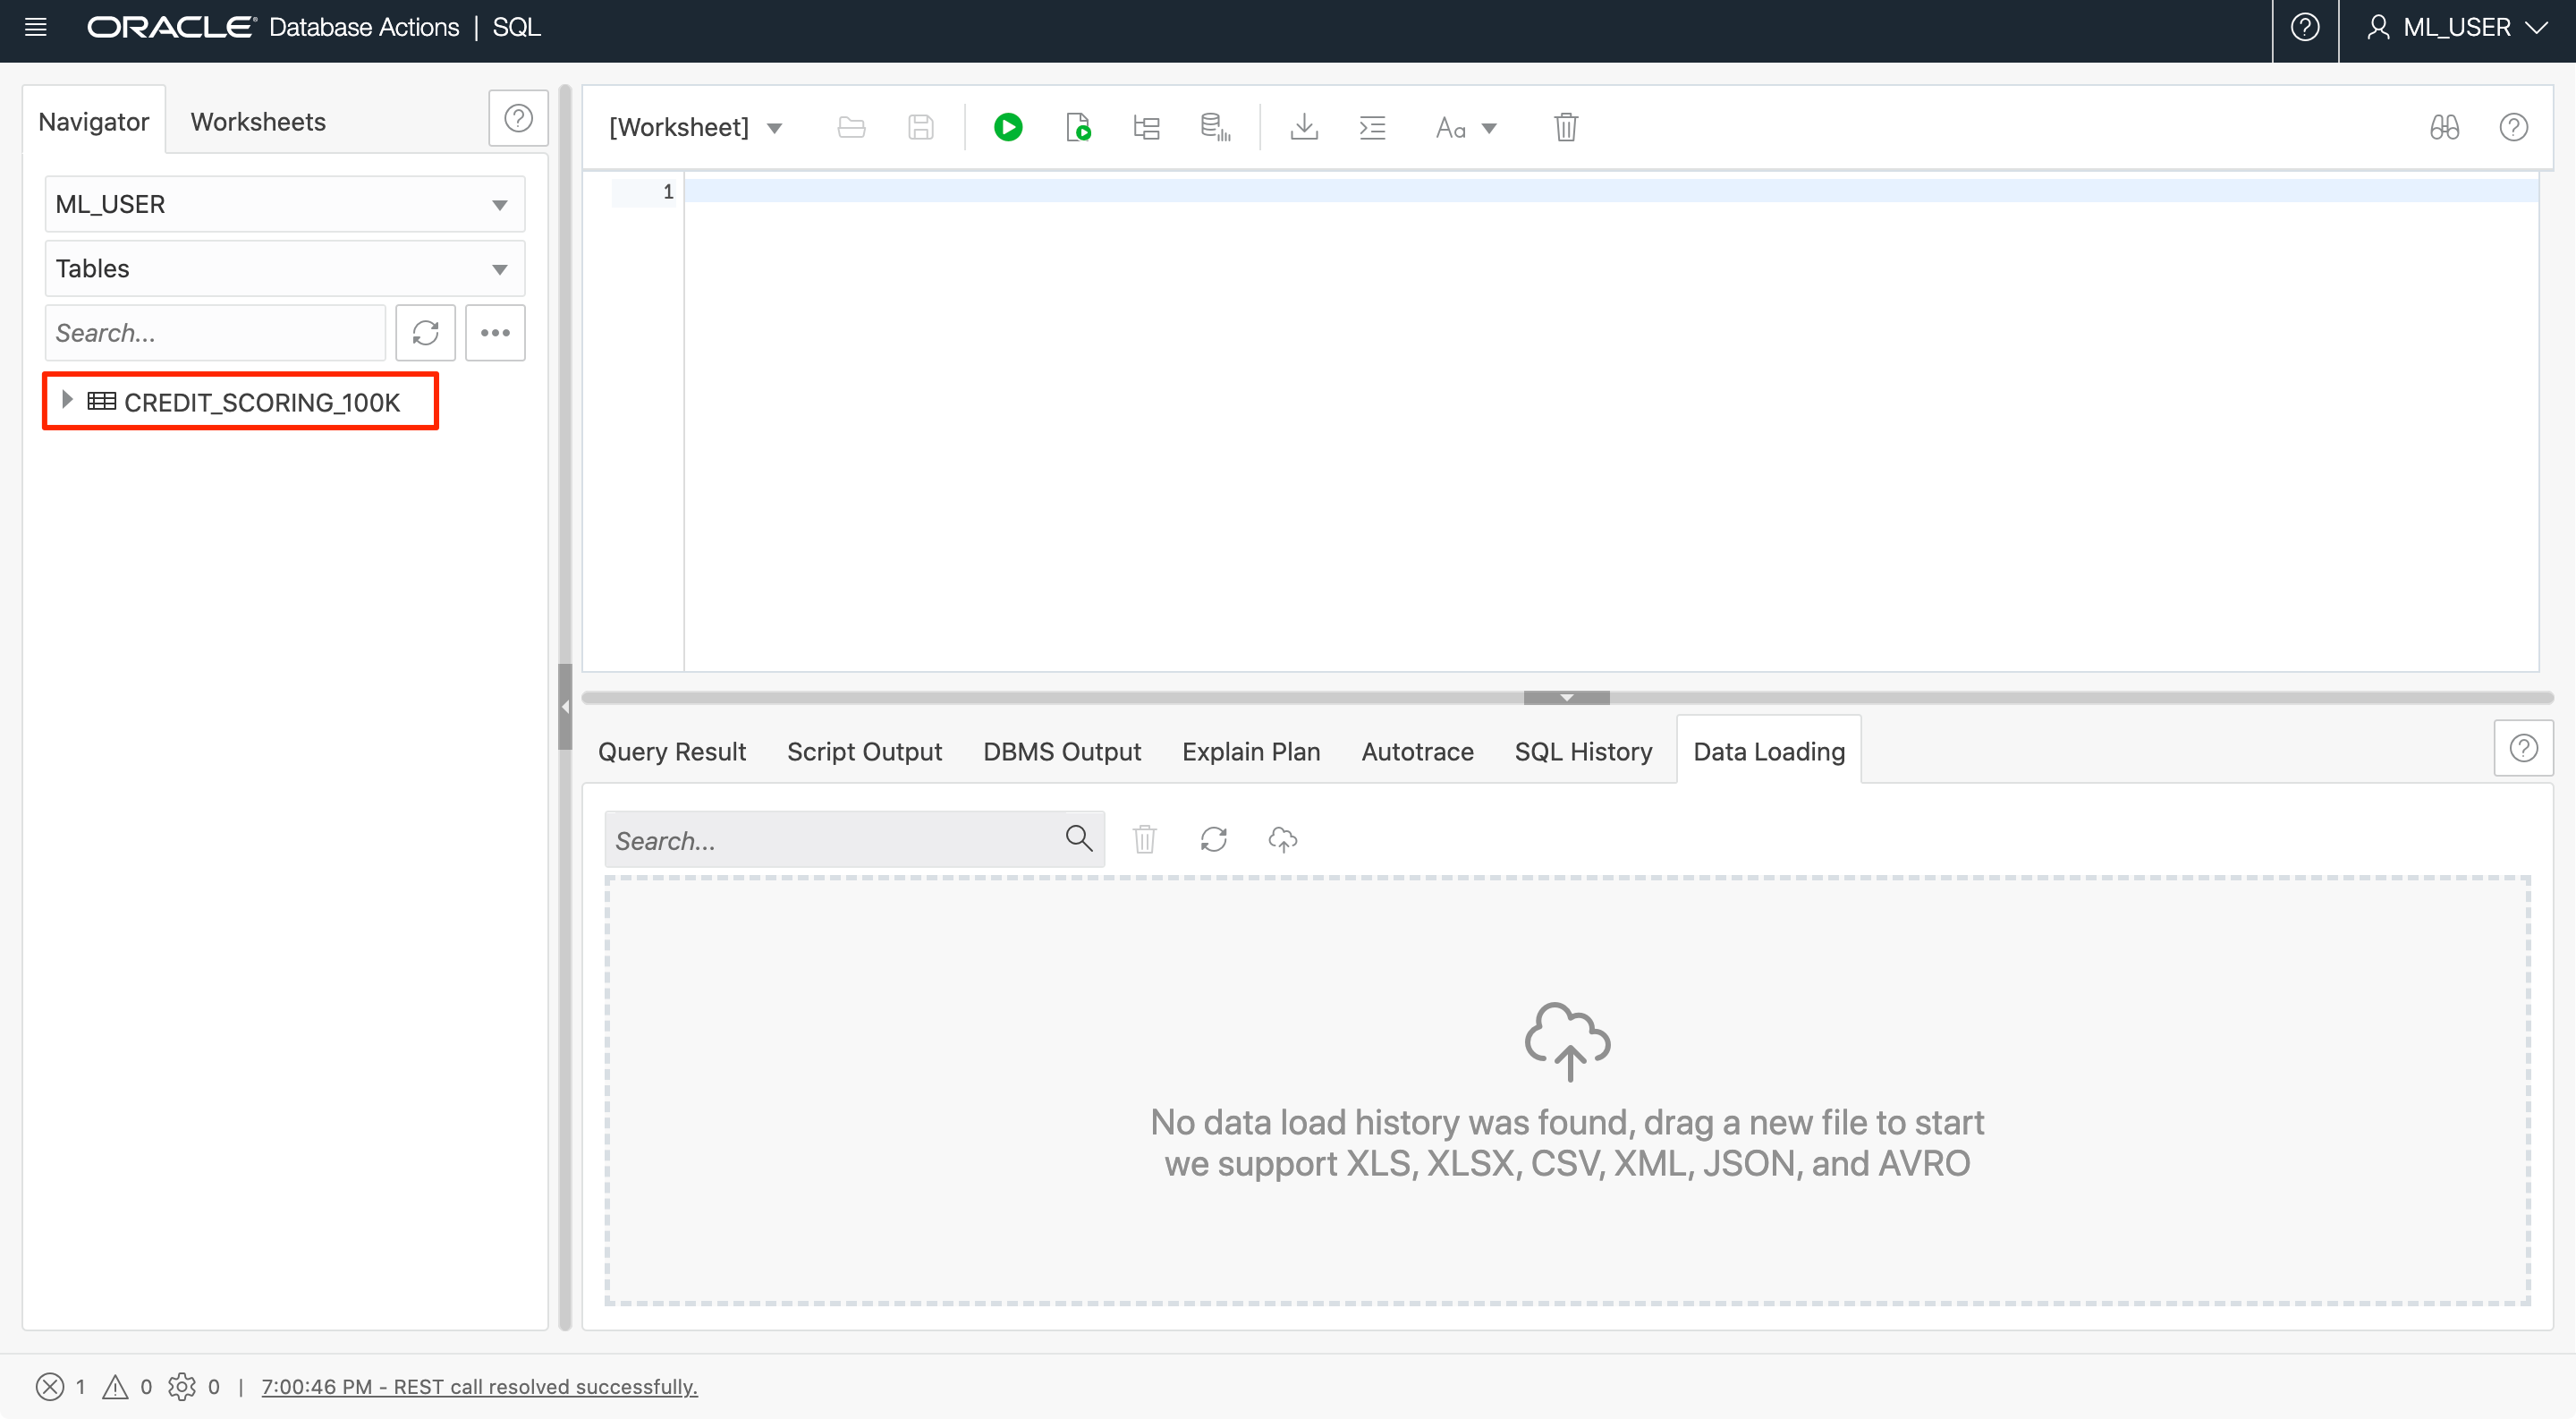 ORACLE® Database Actions | SQL
ML_USER
Navigator
Worksheets
ML_USER
Tables
Search...
CREDIT_SCORING_100K
[Worksheet]
Aa
1
Query Result
Script Output
DBMS Output
Explain Plan
Autotrace
SQL History
Data Loading
Search...
No data load history was found, drag a new file to start
we support XLS, XLSX, CSV, XML, JSON, and AVRO
1 0 0 | 7:00:46 PM - REST call resolved successfully.